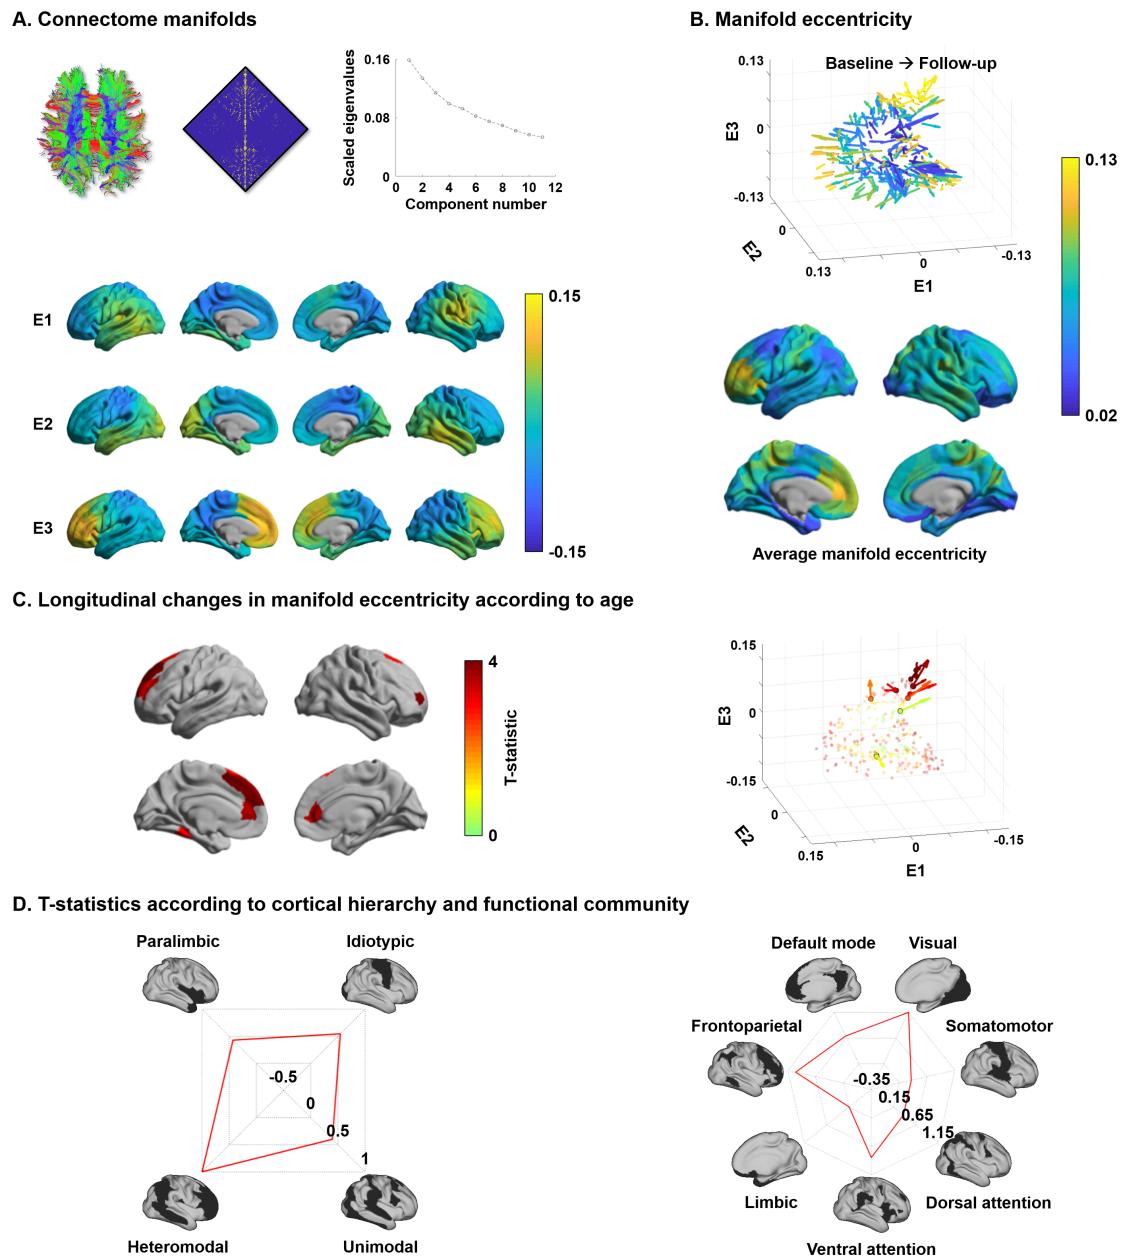 A. Connectome manifolds
B. Manifold eccentricity
0.16
0.08
0
Scaled eigenvalues
0
2
4
6
8
10
12
Component number
Baseline → Follow-up
0.13
0
-0.13
E3
0
E2
0.13
0
-0.13
E1
0.13
0.02
E1
E2
E3
0.15
-0.15
Average manifold eccentricity
C. Longitudinal changes in manifold eccentricity according to age
4
0
T-statistic
0.15
0
-0.15
E3
0
E2
0.15
0
-0.15
E1
D. T-statistics according to cortical hierarchy and functional community
Paralimbic
Idiotypic
-0.5
0
0.5
1
Heteromodal
Unimodal
Default mode
Visual
Frontoparietal
Somatomotor
-0.35
0.15
0.65
1.15
Limbic
Dorsal attention
Ventral attention